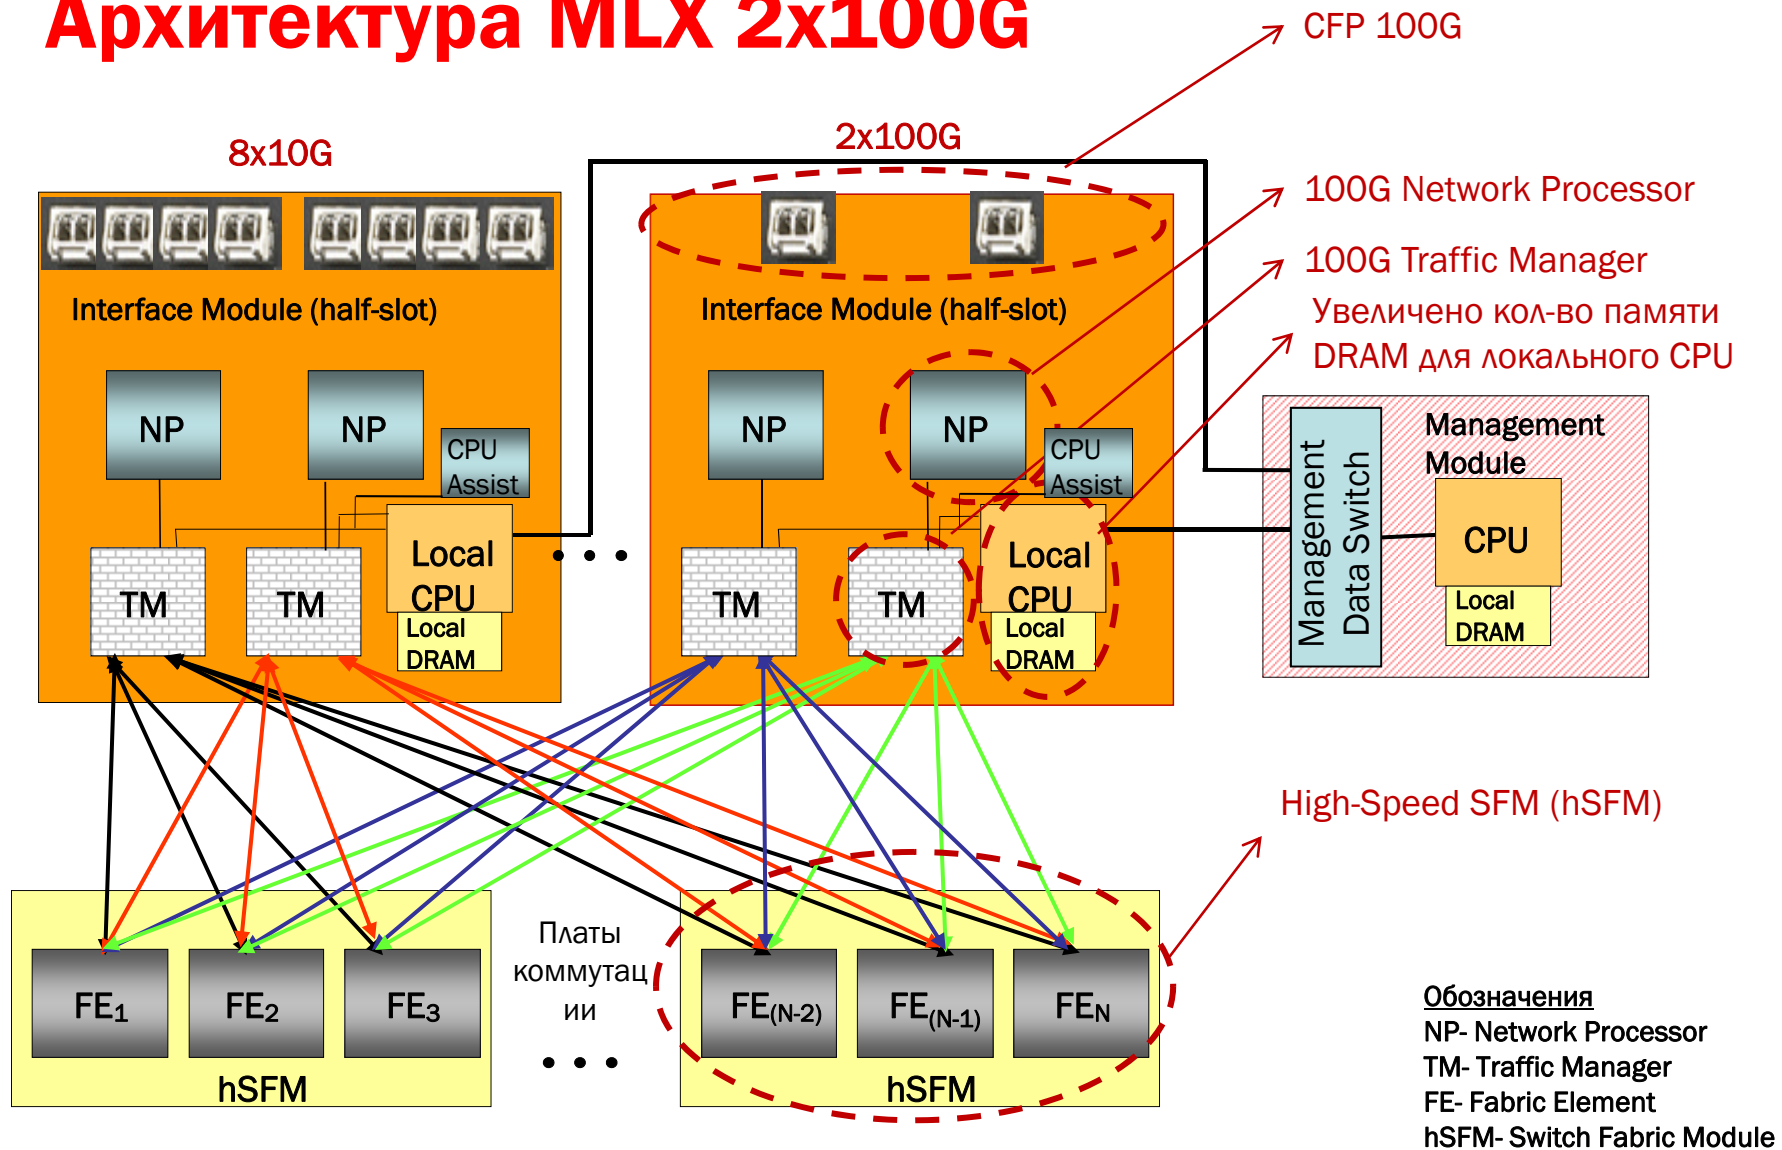 Архитектура MLX 2x100G
CFP 100G
8x10G
2x100G
100G Network Processor
100G Traffic Manager
Увеличено кол-во памяти
DRAM для локального CPU
Interface Module (half-slot)
NP
NP
CPU
Assist
TM
TM
Local
CPU
Local
DRAM
• • •
Interface Module (half-slot)
NP
NP
CPU
Assist
TM
TM
Local
CPU
Local
DRAM
Management
Data Switch
Management
Module
CPU
Local
DRAM
High-Speed SFM (hSFM)
FE1
FE2
FE3
hSFM
Платы
коммутац
ии
• • •
FE(N-2)
FE(N-1)
FEN
hSFM
Обозначения
NP- Network Processor
TM- Traffic Manager
FE- Fabric Element
hSFM- Switch Fabric Module